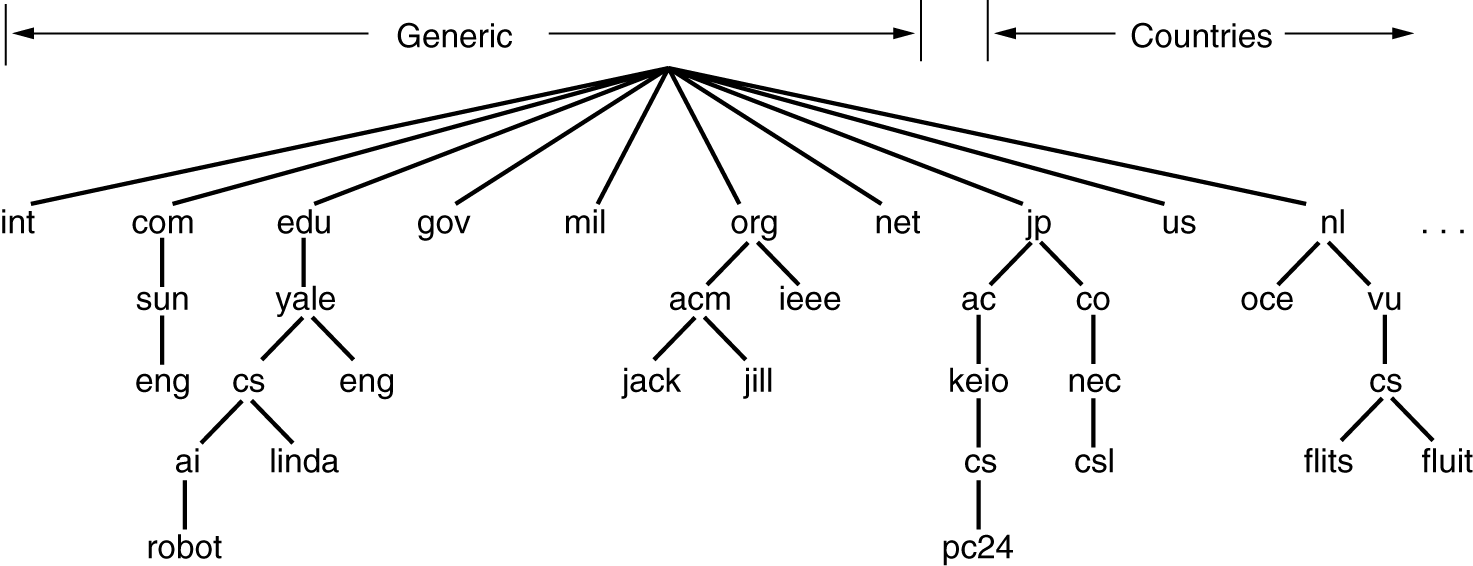 Generic Countries
int com edu gov mil org net jp us nl . . .
sun yale acm ieee ac co oce vu
eng cs eng jack jill keio nec cs
ai linda cs csl flits fluit
robot pc24